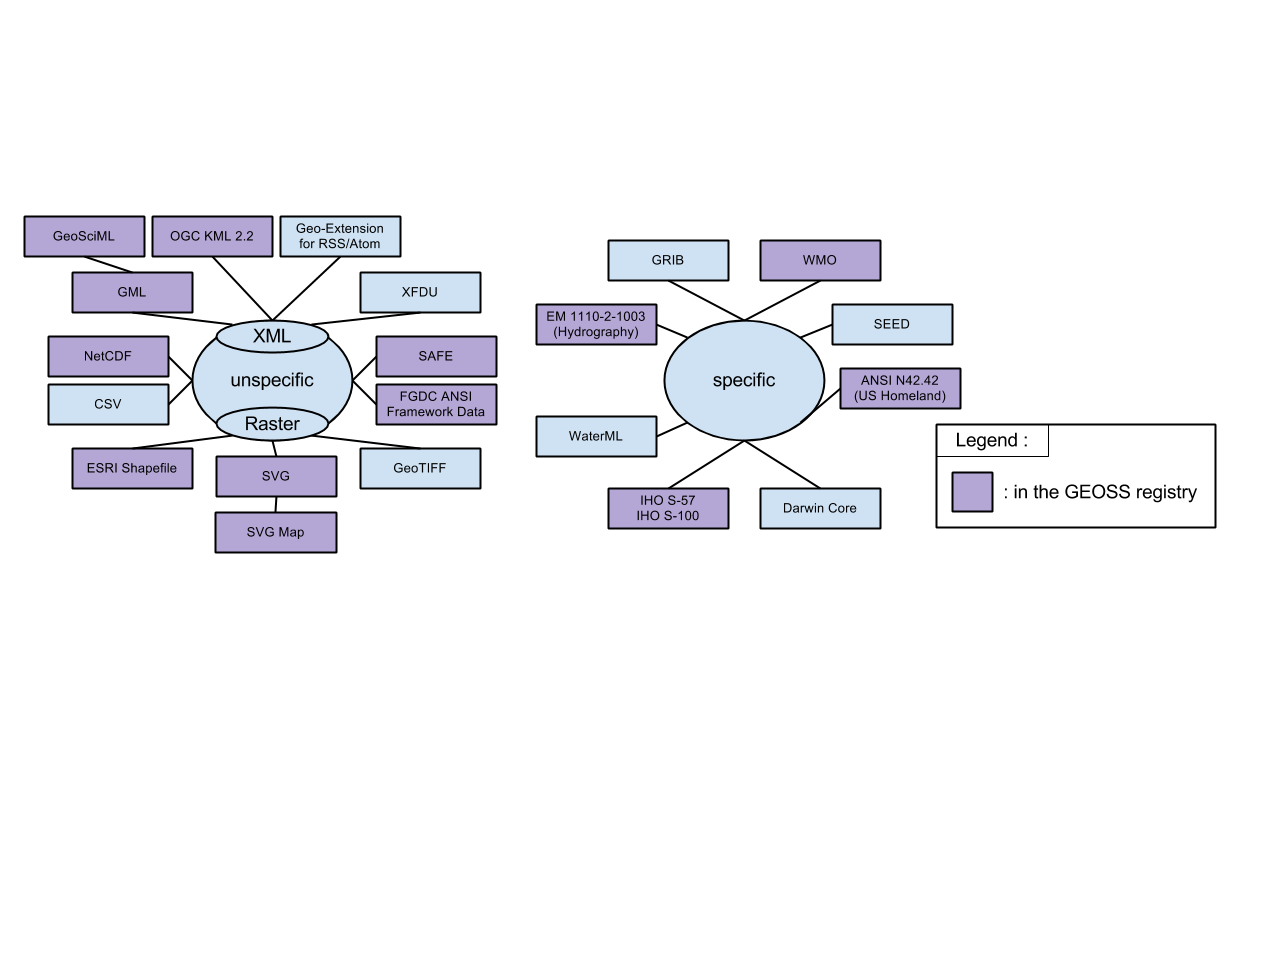 GeoSciML
OGC KML 2.2
Geo-Extension
for RSS/Atom
GML
XFDU
XML
NetCDF
SAFE
unspecific
CSV
FGDC ANSI
Framework Data
Raster
ESRI Shapefile
SVG
GeoTIFF
SVG Map
GRIB
WMO
EM 1110-2-1003
(Hydrography)
SEED
specific
ANSI N42.42
(US Homeland)
WaterML
IHO S-57
IHO S-100
Darwin Core
Legend :
: in the GEOSS registry